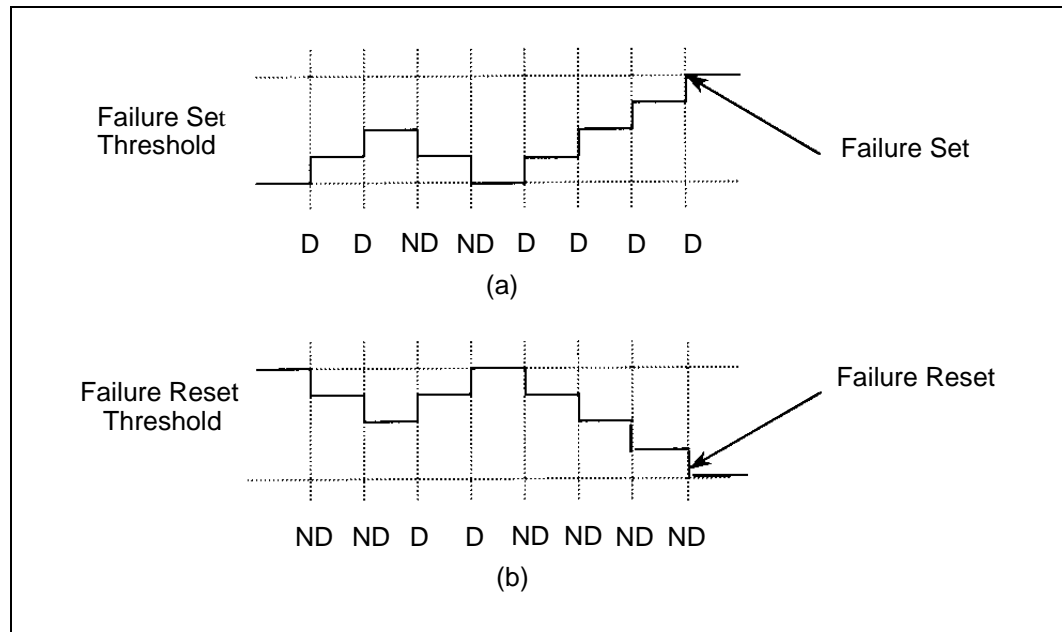 Failure Set
Threshold
Failure Set
D D ND ND D D D D
(a)
Failure Reset
Threshold
Failure Reset
ND ND D D ND ND ND ND
(b)